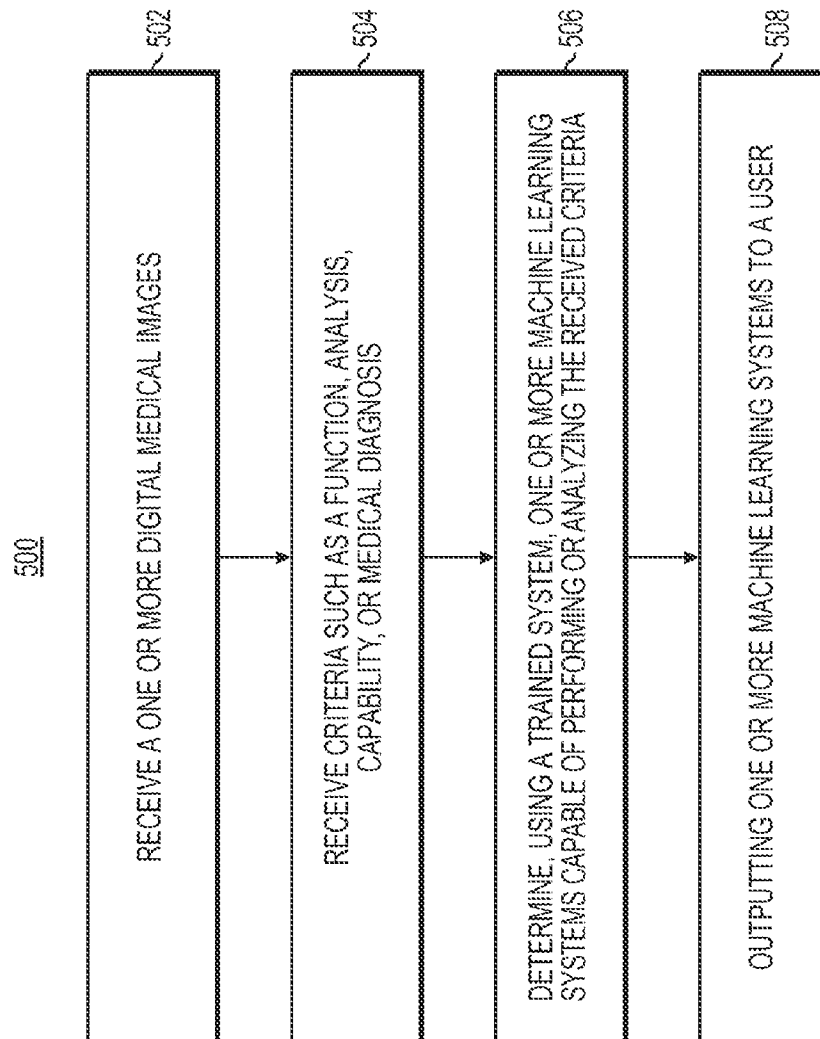 500
RECEIVE A ONE OR MORE DIGITAL MEDICAL IMAGES
502
RECEIVE CRITERIA SUCH AS A FUNCTION, ANALYSIS,
CAPABILITY, OR MEDICAL DIAGNOSIS
504
DETERMINE, USING A TRAINED SYSTEM, ONE OR MORE MACHINE LEARNING
SYSTEMS CAPABLE OF PERFORMING OR ANALYZING THE RECEIVED CRITERIA
506
OUTPUTTING ONE OR MORE MACHINE LEARNING SYSTEMS TO A USER
508